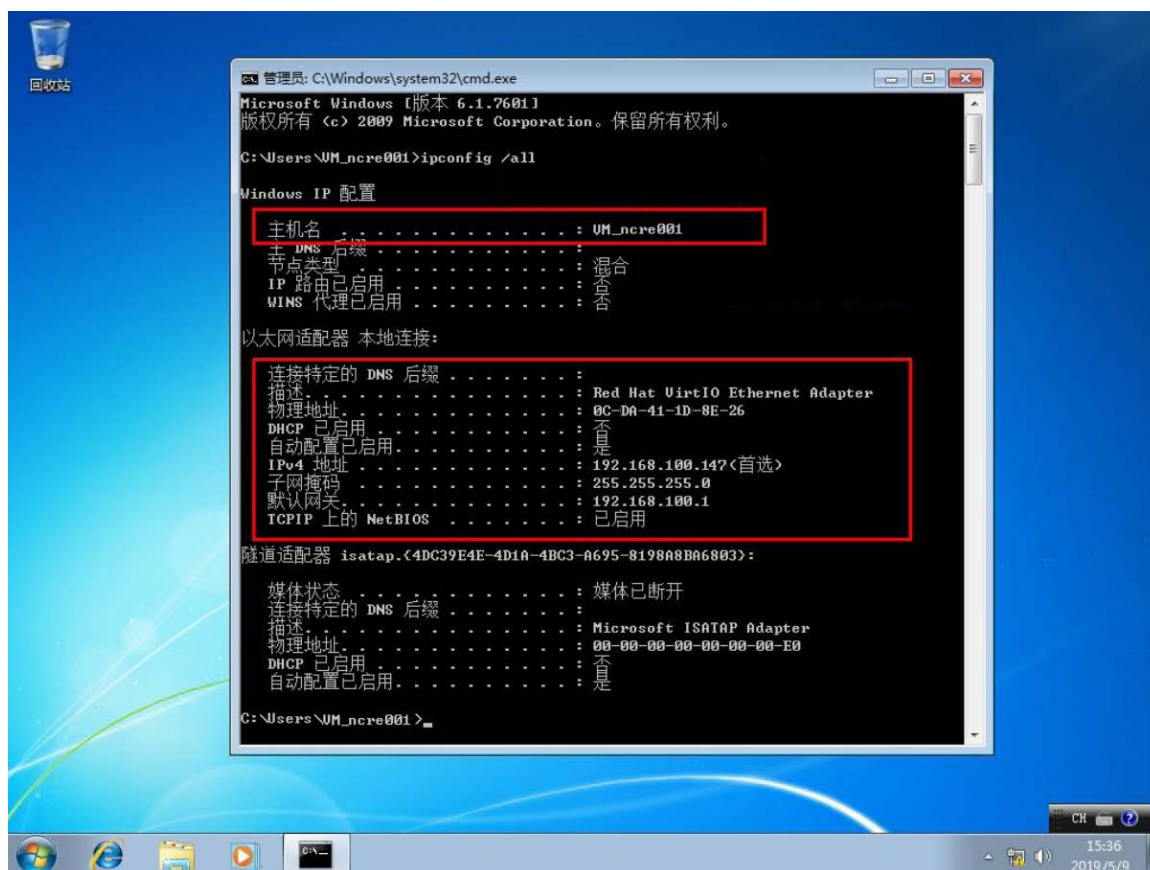 回收站
管理员: C:\Windows\system32\cmd.exe
Microsoft Windows [版本 6.1.7601]
版权所有 (c) 2009 Microsoft Corporation。保留所有权利。
C:\Users\VM_ncre001>ipconfig /all
Windows IP 配置
主机名 . . . . . . . . . . . . . : VM_ncre001
主 DNS 后缀 . . . . . . . . . . . :
节点类型 . . . . . . . . . . . . : 混合
IP 路由已启用 . . . . . . . . . . : 否
WINS 代理已启用 . . . . . . . . . : 否
以太网适配器 本地连接:
连接特定的 DNS 后缀 . . . . . . . :
描述. . . . . . . . . . . . . . . : Red Hat VirtIO Ethernet Adapter
物理地址. . . . . . . . . . . . . : 0C-DA-41-1D-8E-26
DHCP 已启用 . . . . . . . . . . . : 否
自动配置已启用. . . . . . . . . . : 是
IPv4 地址 . . . . . . . . . . . . : 192.168.100.147(首选)
子网掩码 . . . . . . . . . . . . : 255.255.255.0
默认网关. . . . . . . . . . . . . : 192.168.100.1
TCPIP 上的 NetBIOS . . . . . . . : 已启用
隧道适配器 isatap.{4DC39E4E-4D1A-4BC3-A695-8198A8BA6803}:
媒体状态 . . . . . . . . . . . . : 媒体已断开
连接特定的 DNS 后缀 . . . . . . . :
描述. . . . . . . . . . . . . . . : Microsoft ISATAP Adapter
物理地址. . . . . . . . . . . . . : 00-00-00-00-00-00-00-E0
DHCP 已启用 . . . . . . . . . . . : 否
自动配置已启用. . . . . . . . . . : 是
C:\Users\VM_ncre001>_
CH
15:36
2019/5/9